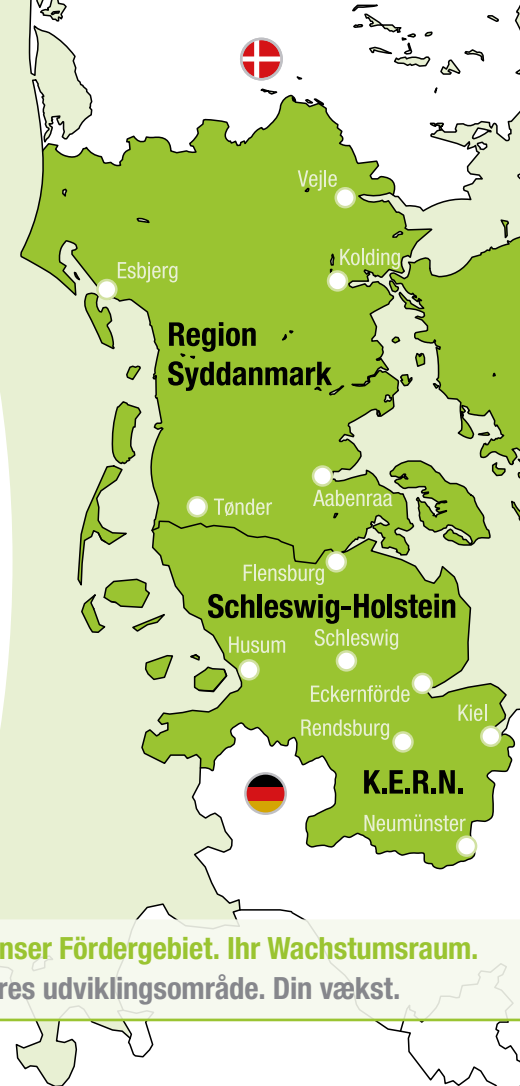 Vejle
Kolding
Esbjerg
Region
Syddanmark
Aabenraa
Tønder
Flensburg
Schleswig-Holstein
Husum
Schleswig
Eckernförde
Kiel
Rendsburg
K.E.R.N.
Neumünster
nser Fördergebiet. Ihr Wachstumsraum.
res udviklingsområde. Din vækst.